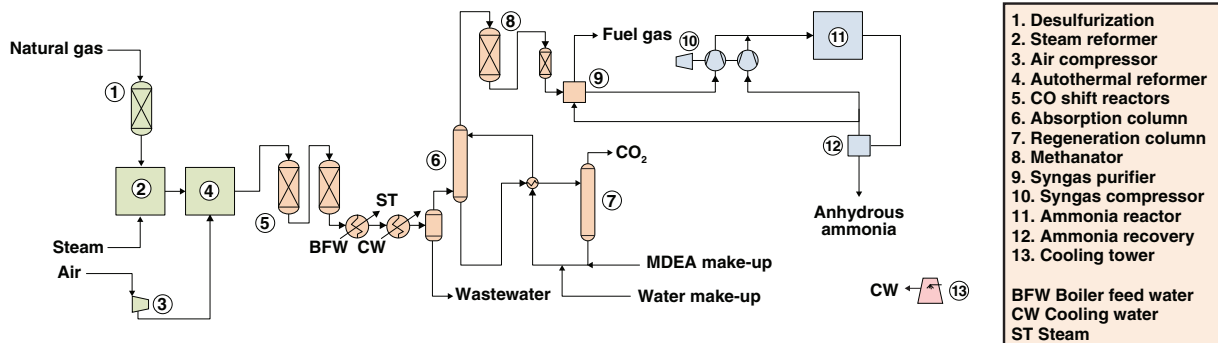 Natural gas
1
2
Steam
Air
3
4
5
BFW
CW
ST
Wastewater
6
7
CO₂
MDEA make-up
Water make-up
8
9
Fuel gas
10
11
12
Anhydrous
ammonia
CW
13
1. Desulfurization
2. Steam reformer
3. Air compressor
4. Autothermal reformer
5. CO shift reactors
6. Absorption column
7. Regeneration column
8. Methanator
9. Syngas purifier
10. Syngas compressor
11. Ammonia reactor
12. Ammonia recovery
13. Cooling tower
BFW Boiler feed water
CW Cooling water
ST Steam